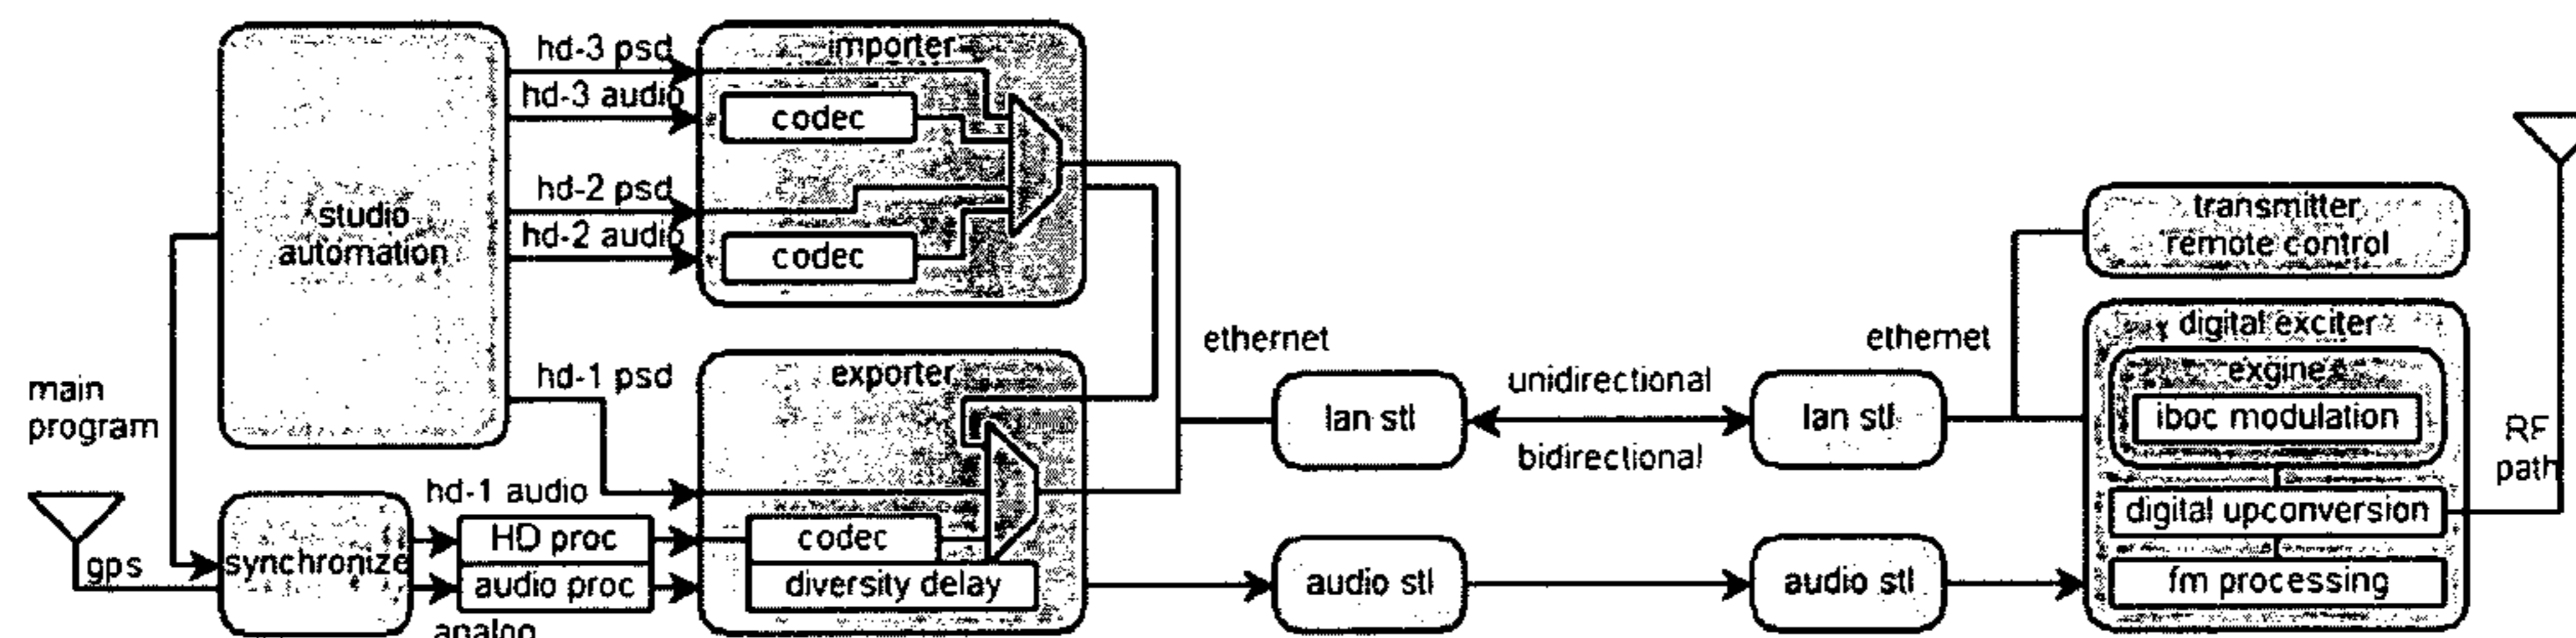 hd-3 psd
hd-3 audio
hd-2 psd
hd-2 audio
studio
automation
importer
codec
codec
main
program
gps
hd-1 psd
hd-1 audio
synchronize
HD proc
audio proc
analog
exporter
codec
diversity delay
ethernet
lan stl
unidirectional
bidirectional
lan stl
audio stl
audio stl
ethernet
transmitter
remote control
digital exciter
exgine
iboc modulation
digital upconversion
fm processing
RF
path